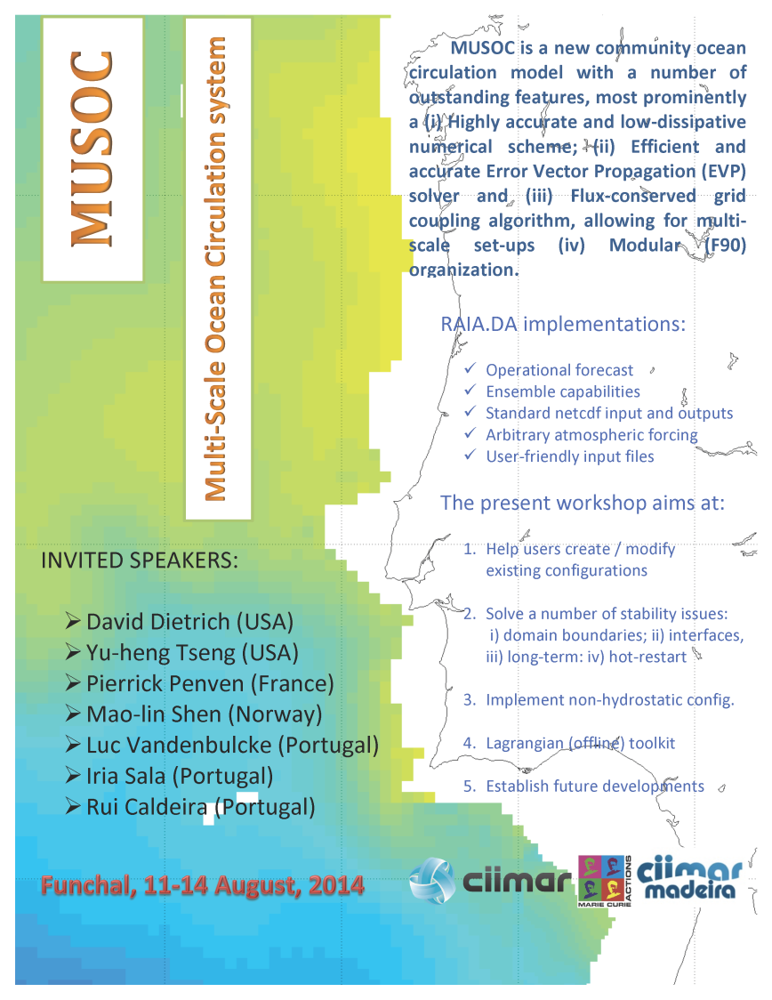 MUSOC
Multi-Scale Ocean Circulation system
MUSOC is a new community ocean
circulation model with a number of
outstanding features, most prominently
a (i) Highly accurate and low-dissipative
numerical scheme; (ii) Efficient and
accurate Error Vector Propagation (EVP)
solver and (iii) Flux-conserved grid
coupling algorithm, allowing for multi-
scale set-ups (iv) Modular (F90)
organization.
RAIA.DA implementations:
✓ Operational forecast
✓ Ensemble capabilities
✓ Standard netcdf input and outputs
✓ Arbitrary atmospheric forcing
✓ User-friendly input files
The present workshop aims at:
1. Help users create / modify
existing configurations
2. Solve a number of stability issues:
i) domain boundaries; ii) interfaces,
iii) long-term: iv) hot-restart
3. Implement non-hydrostatic config.
4. Lagrangian (offline) toolkit
5. Establish future developments
INVITED SPEAKERS:
➢ David Dietrich (USA)
➢ Yu-heng Tseng (USA)
➢ Pierrick Penven (France)
➢ Mao-lin Shen (Norway)
➢ Luc Vandenbulcke (Portugal)
➢ Iria Sala (Portugal)
➢ Rui Caldeira (Portugal)
Funchal, 11-14 August, 2014
ciimar
MARIE CURIE ACTIONS
ciimar
madeira